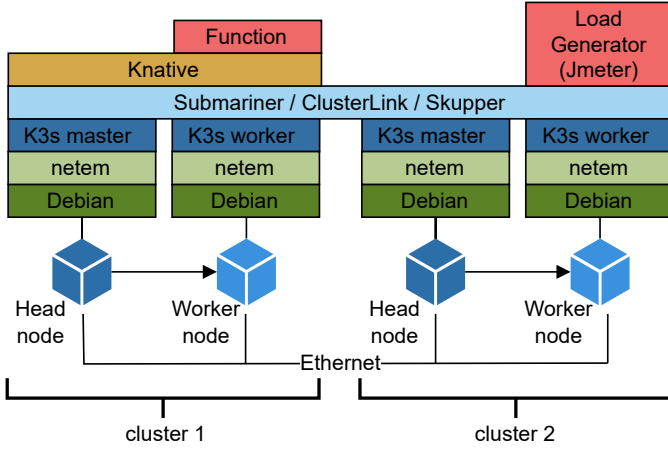 Function
Load
Generator
(Jmeter)
Knative
Submariner / ClusterLink / Skupper
K3s master
K3s worker
K3s master
K3s worker
netem
netem
netem
netem
Debian
Debian
Debian
Debian
Head
node
Worker
node
Head
node
Worker
node
Ethernet
cluster 1
cluster 2